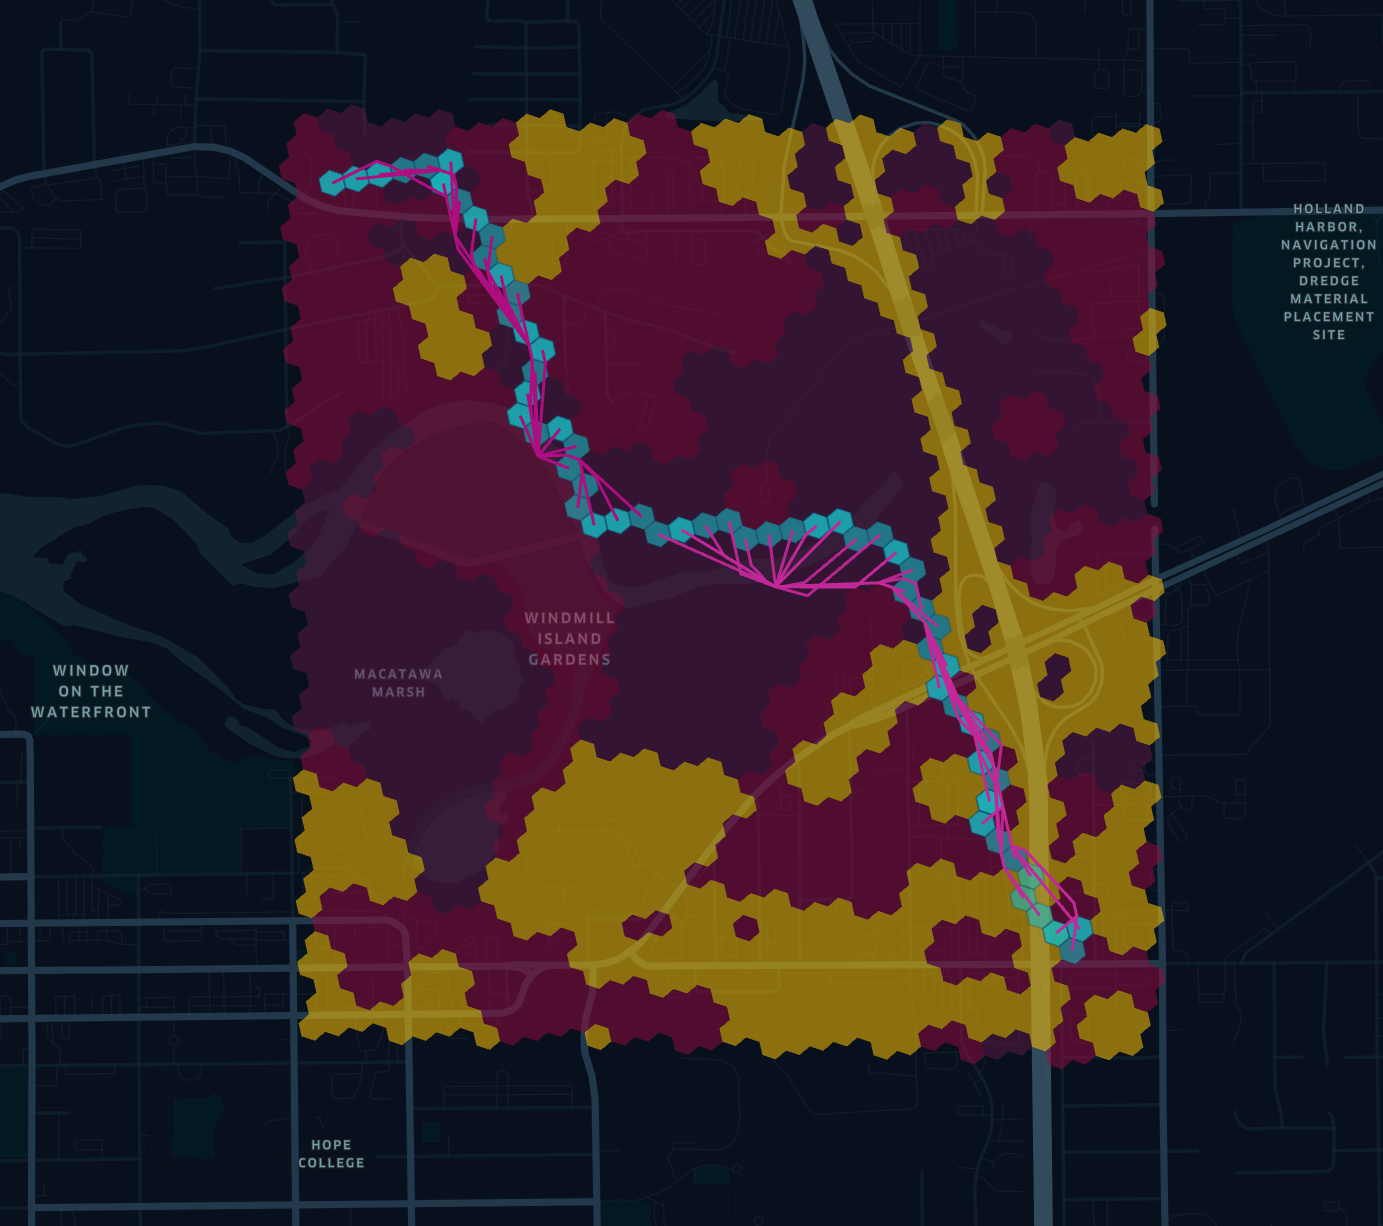 HOLLAND
HARBOR,
NAVIGATION
PROJECT,
DREDGE
MATERIAL
PLACEMENT
SITE
WINDMILL
ISLAND
GARDENS
MACATAWA
MARSH
WINDOW
ON THE
WATERFRONT
HOPE
COLLEGE